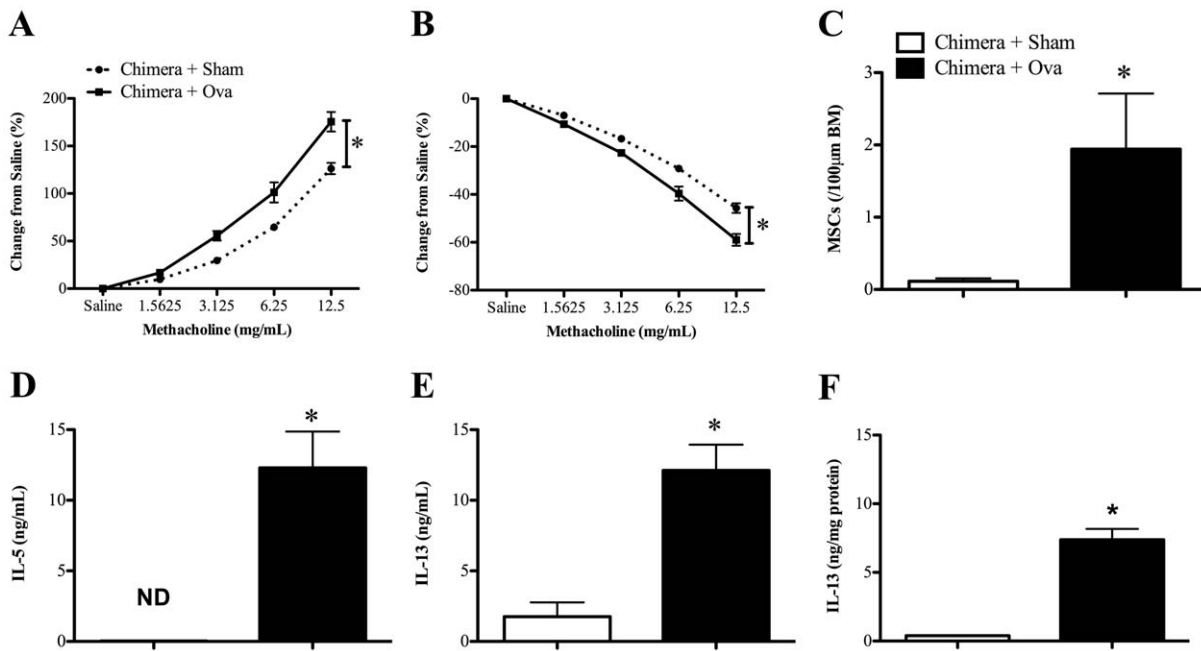 A
Chimera + Sham
Chimera + Ova
Change from Saline (%)
200
150
100
50
0
Saline 1.5625 3.125 6.25 12.5
Methacholine (mg/mL)
*
B
Change from Saline (%)
0
-20
-40
-60
-80
Saline 1.5625 3.125 6.25 12.5
Methacholine (mg/mL)
*
C
Chimera + Sham
Chimera + Ova
MSCs (/100μm BM)
3
2
1
0
*
D
IL-5 (ng/mL)
15
10
5
0
ND
*
E
IL-13 (ng/mL)
15
10
5
0
*
F
IL-13 (ng/mg protein)
15
10
5
0
*